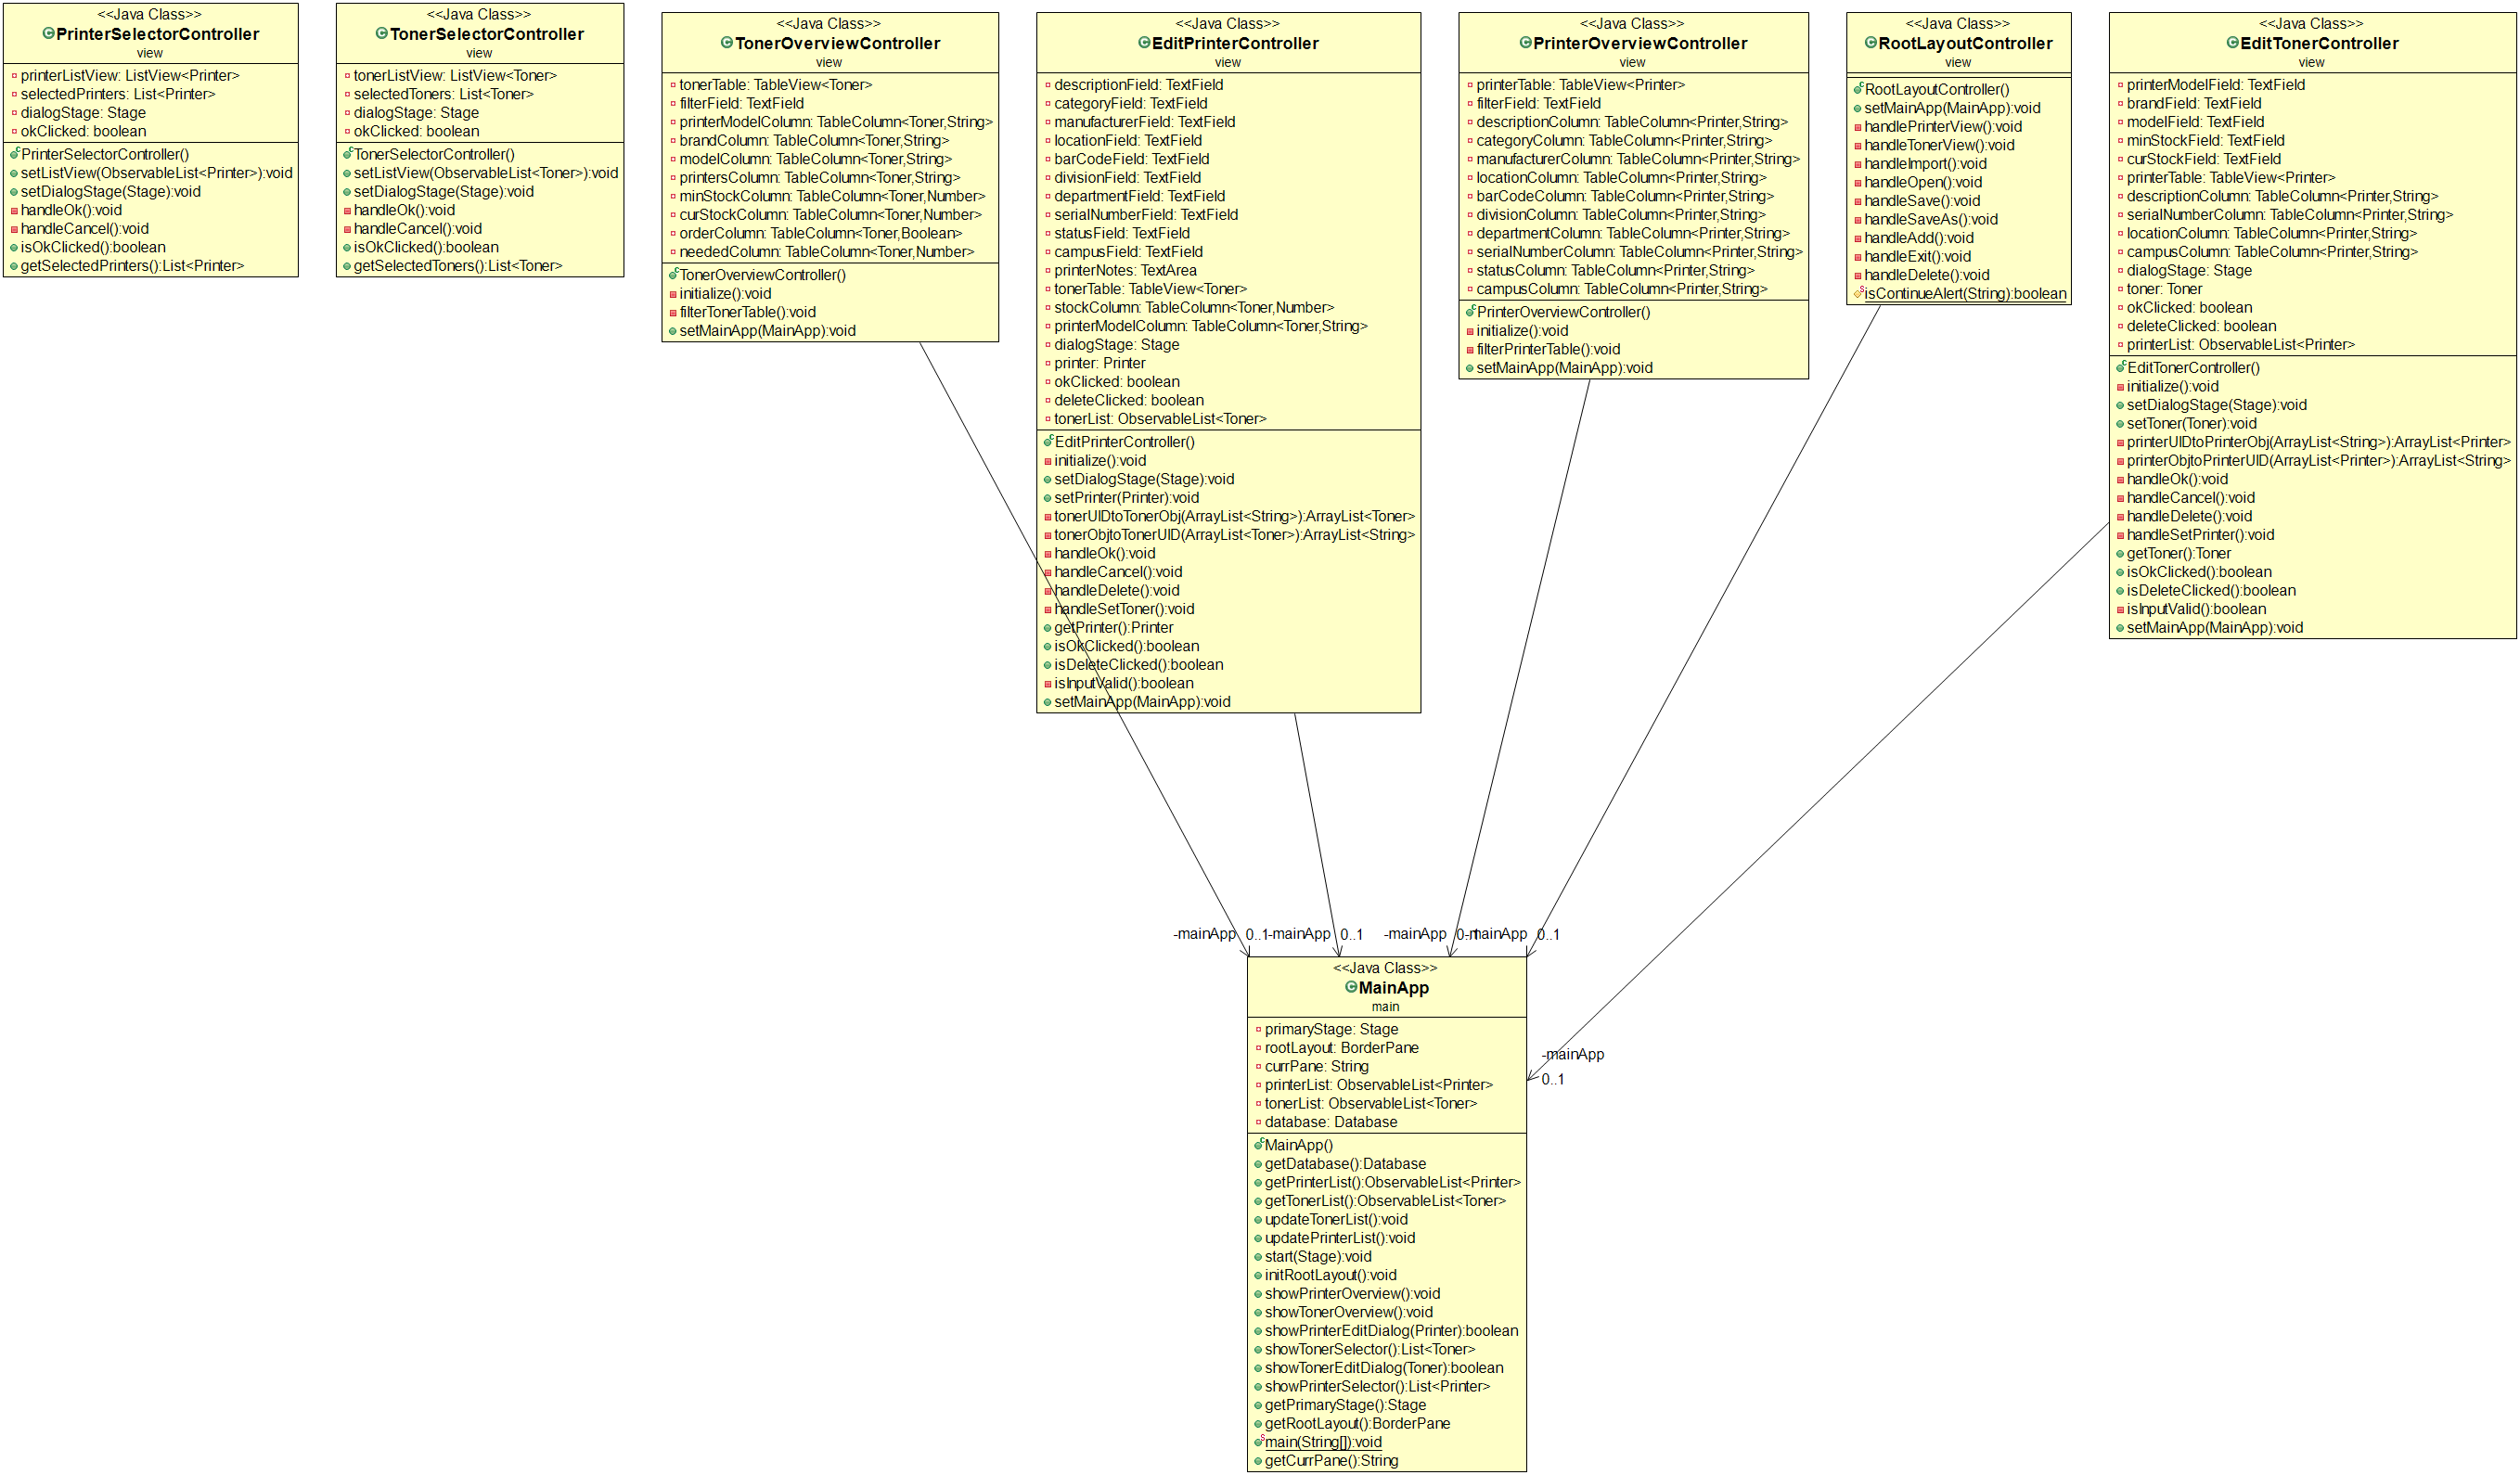 <<Java Class>>
PrinterSelectorController
view
printerListView: ListView<Printer>
selectedPrinters: List<Printer>
dialogStage: Stage
okClicked: boolean
PrinterSelectorController()
setListView(ObservableList<Printer>):void
setDialogStage(Stage):void
handleOk():void
handleCancel():void
isOkClicked():boolean
getSelectedPrinters():List<Printer>
<<Java Class>>
TonerSelectorController
view
tonerListView: ListView<Toner>
selectedToners: List<Toner>
dialogStage: Stage
okClicked: boolean
TonerSelectorController()
setListView(ObservableList<Toner>):void
setDialogStage(Stage):void
handleOk():void
handleCancel():void
isOkClicked():boolean
getSelectedToners():List<Toner>
<<Java Class>>
TonerOverviewController
view
tonerTable: TableView<Toner>
filterField: TextField
printerModelColumn: TableColumn<Toner,String>
brandColumn: TableColumn<Toner,String>
modelColumn: TableColumn<Toner,String>
printersColumn: TableColumn<Toner,String>
minStockColumn: TableColumn<Toner,Number>
curStockColumn: TableColumn<Toner,Number>
orderColumn: TableColumn<Toner,Boolean>
neededColumn: TableColumn<Toner,Number>
TonerOverviewController()
initialize():void
filterTonerTable():void
setMainApp(MainApp):void
<<Java Class>>
EditPrinterController
view
descriptionField: TextField
categoryField: TextField
manufacturerField: TextField
locationField: TextField
barCodeField: TextField
divisionField: TextField
departmentField: TextField
serialNumberField: TextField
statusField: TextField
campusField: TextField
printerNotes: TextArea
tonerTable: TableView<Toner>
stockColumn: TableColumn<Toner,Number>
printerModelColumn: TableColumn<Toner,String>
dialogStage: Stage
printer: Printer
okClicked: boolean
deleteClicked: boolean
tonerList: ObservableList<Toner>
EditPrinterController()
initialize():void
setDialogStage(Stage):void
setPrinter(Printer):void
tonerUIDtoTonerObj(ArrayList<String>):ArrayList<Toner>
tonerObjtoTonerUID(ArrayList<Toner>):ArrayList<String>
handleOk():void
handleCancel():void
handleDelete():void
handleSetToner():void
getPrinter():Printer
isOkClicked():boolean
isDeleteClicked():boolean
isInputValid():boolean
setMainApp(MainApp):void
<<Java Class>>
PrinterOverviewController
view
printerTable: TableView<Printer>
filterField: TextField
descriptionColumn: TableColumn<Printer,String>
categoryColumn: TableColumn<Printer,String>
manufacturerColumn: TableColumn<Printer,String>
locationColumn: TableColumn<Printer,String>
barCodeColumn: TableColumn<Printer,String>
divisionColumn: TableColumn<Printer,String>
departmentColumn: TableColumn<Printer,String>
serialNumberColumn: TableColumn<Printer,String>
statusColumn: TableColumn<Printer,String>
campusColumn: TableColumn<Printer,String>
PrinterOverviewController()
initialize():void
filterPrinterTable():void
setMainApp(MainApp):void
<<Java Class>>
RootLayoutController
view
RootLayoutController()
setMainApp(MainApp):void
handlePrinterView():void
handleTonerView():void
handleImport():void
handleOpen():void
handleSave():void
handleSaveAs():void
handleAdd():void
handleExit():void
handleDelete():void
isContinueAlert(String):boolean
<<Java Class>>
EditTonerController
view
printerModelField: TextField
brandField: TextField
modelField: TextField
minStockField: TextField
curStockField: TextField
printerTable: TableView<Printer>
descriptionColumn: TableColumn<Printer,String>
serialNumberColumn: TableColumn<Printer,String>
locationColumn: TableColumn<Printer,String>
campusColumn: TableColumn<Printer,String>
dialogStage: Stage
toner: Toner
okClicked: boolean
deleteClicked: boolean
printerList: ObservableList<Printer>
EditTonerController()
initialize():void
setDialogStage(Stage):void
setToner(Toner):void
printerUIDtoPrinterObj(ArrayList<String>):ArrayList<Printer>
printerObjtoPrinterUID(ArrayList<Printer>):ArrayList<String>
handleOk():void
handleCancel():void
handleDelete():void
handleSetPrinter():void
getToner():Toner
isOkClicked():boolean
isDeleteClicked():boolean
isInputValid():boolean
setMainApp(MainApp):void
-mainApp 0..1
-mainApp 0..1
-mainApp 0..1
-mainApp 0..1
-mainApp
0..1
<<Java Class>>
MainApp
main
primaryStage: Stage
rootLayout: BorderPane
currPane: String
printerList: ObservableList<Printer>
tonerList: ObservableList<Toner>
database: Database
MainApp()
getDatabase():Database
getPrinterList():ObservableList<Printer>
getTonerList():ObservableList<Toner>
updateTonerList():void
updatePrinterList():void
start(Stage):void
initRootLayout():void
showPrinterOverview():void
showTonerOverview():void
showPrinterEditDialog(Printer):boolean
showTonerSelector():List<Toner>
showTonerEditDialog(Toner):boolean
showPrinterSelector():List<Printer>
getPrimaryStage():Stage
getRootLayout():BorderPane
main(String[]):void
getCurrPane():String